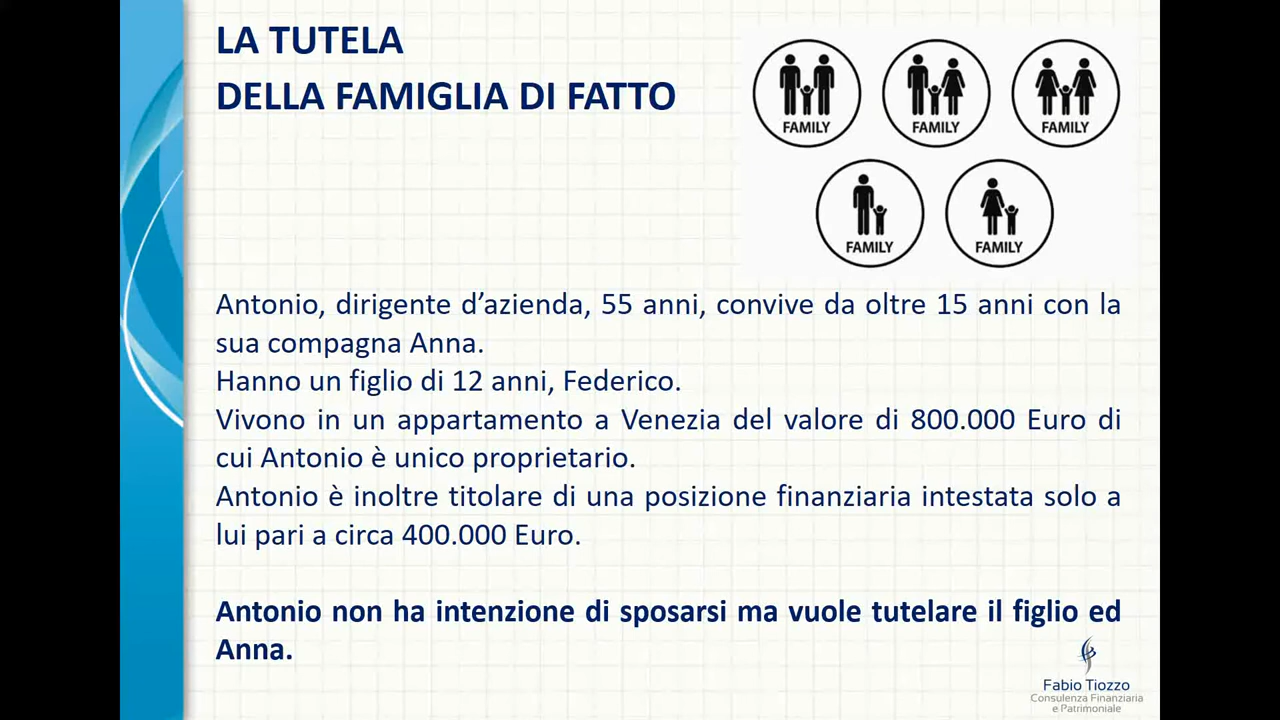 LA TUTELA
DELLA FAMIGLIA DI FATTO
FAMILY
FAMILY
FAMILY
FAMILY
FAMILY
Antonio, dirigente d’azienda, 55 anni, convive da oltre 15 anni con la
sua compagna Anna.
Hanno un figlio di 12 anni, Federico.
Vivono in un appartamento a Venezia del valore di 800.000 Euro di
cui Antonio è unico proprietario.
Antonio è inoltre titolare di una posizione finanziaria intestata solo a
lui pari a circa 400.000 Euro.
Antonio non ha intenzione di sposarsi ma vuole tutelare il figlio ed
Anna.
Fabio Tiozzo
Consulenza Finanziaria
e Patrimoniale